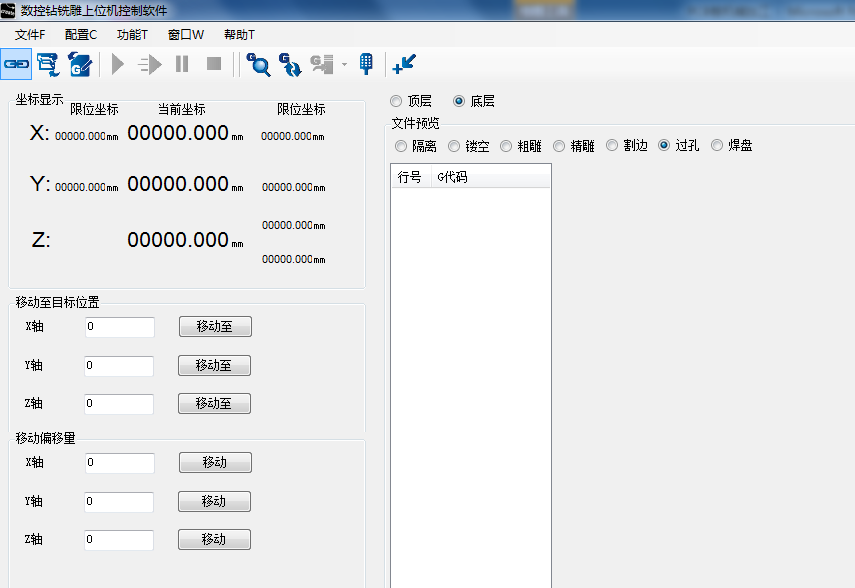 数控钻铣雕上位机控制软件
文件F 配置C 功能T 窗口W 帮助T
坐标显示
限位坐标 当前坐标 限位坐标
X: 00000.000mm 00000.000mm 00000.000mm
Y: 00000.000mm 00000.000mm 00000.000mm
Z: 00000.000mm 00000.000mm
00000.000mm
移动至目标位置
X轴 0 移动至
Y轴 0 移动至
Z轴 0 移动至
移动偏移量
X轴 0 移动
Y轴 0 移动
Z轴 0 移动
顶层 底层
文件预览
隔离 镂空 粗雕 精雕 割边 过孔 焊盘
行号 G代码